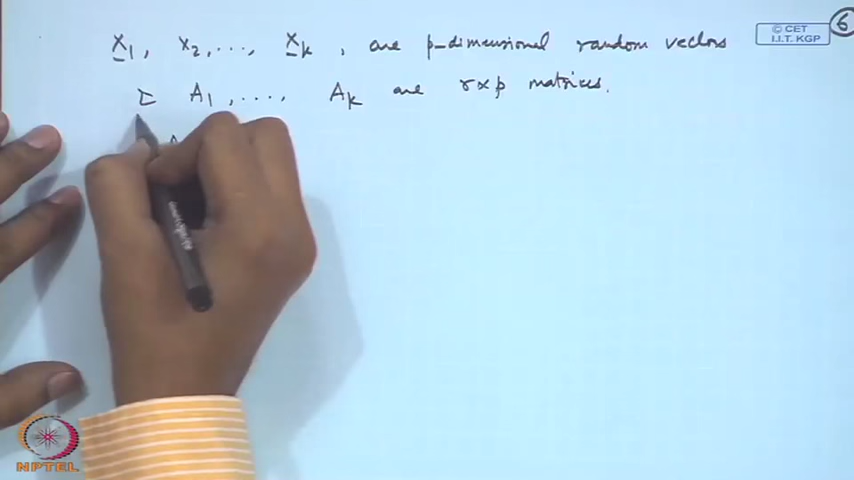 X1, X2, ..., Xk, are p-dimensional random vectors
Σ A1, ...., Ak are r×p matrices.
© CET
I.I.T. KGP
6
NPTEL